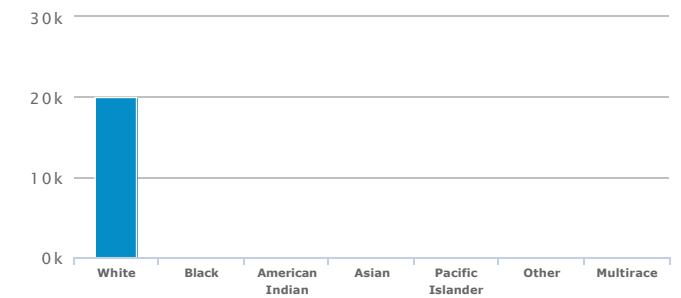 30k
20k
10k
0k
White Black American Asian Pacific Other Multirace
Indian Islander